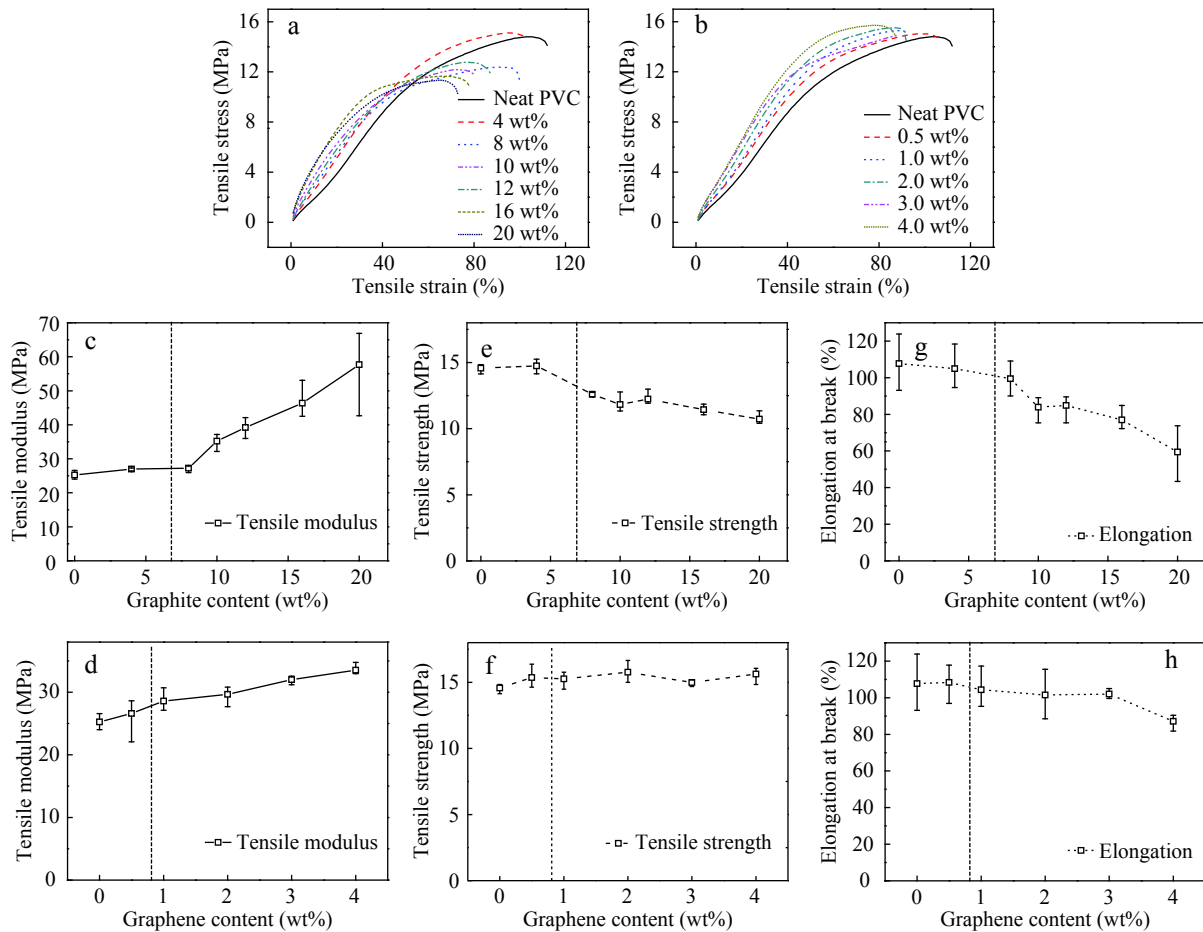 a
16
12
8
4
0
Tensile stress (MPa)
Neat PVC
4 wt%
8 wt%
10 wt%
12 wt%
16 wt%
20 wt%
0
40
80
120
Tensile strain (%)
b
16
12
8
4
0
Tensile stress (MPa)
Neat PVC
0.5 wt%
1.0 wt%
2.0 wt%
3.0 wt%
4.0 wt%
0
40
80
120
Tensile strain (%)
c
70
60
50
40
30
20
10
0
Tensile modulus (MPa)
Tensile modulus
0
5
10
15
20
Graphite content (wt%)
e
15
10
5
0
Tensile strength (MPa)
Tensile strength
0
5
10
15
20
Graphite content (wt%)
g
120
100
80
60
40
20
0
Elongation at break (%)
Elongation
0
5
10
15
20
Graphite content (wt%)
d
30
20
10
0
Tensile modulus (MPa)
Tensile modulus
0
1
2
3
4
Graphene content (wt%)
f
15
10
5
0
Tensile strength (MPa)
Tensile strength
0
1
2
3
4
Graphene content (wt%)
h
120
100
80
60
40
20
0
Elongation at break (%)
Elongation
0
1
2
3
4
Graphene content (wt%)